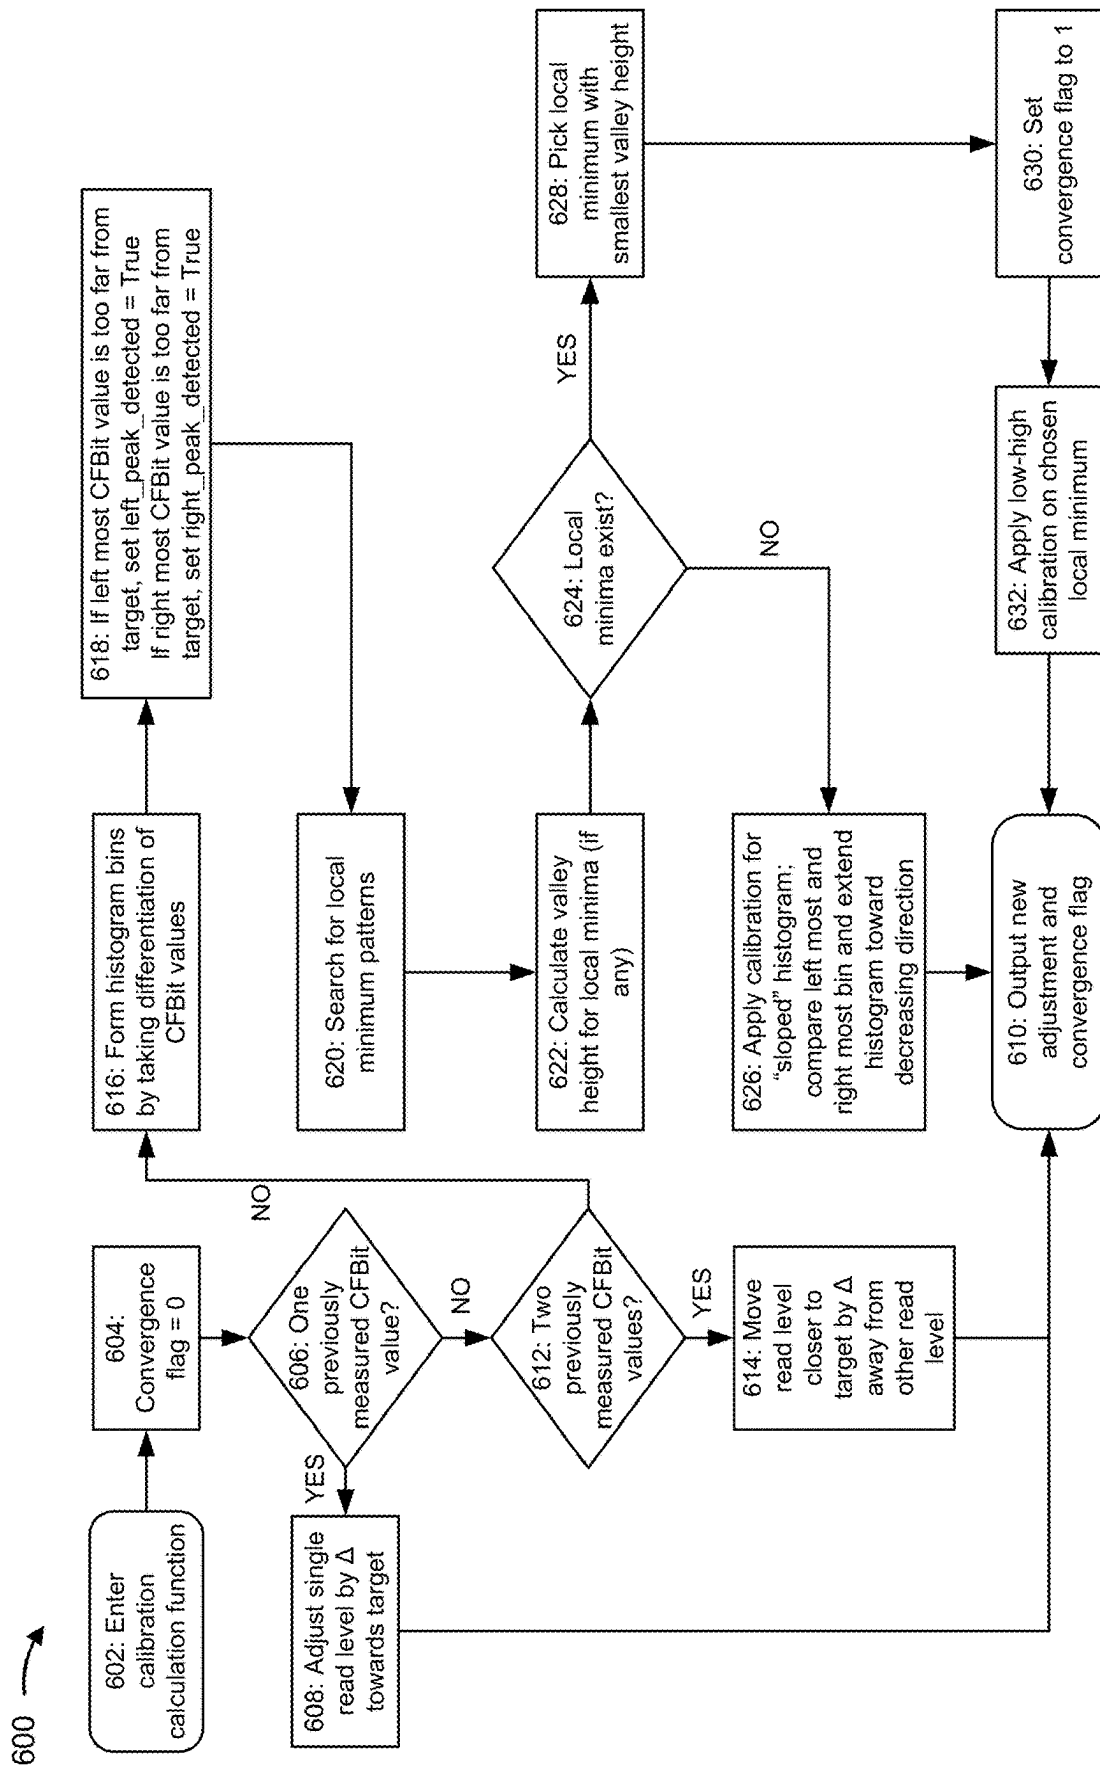 600
602: Enter
calibration
calculation function
604:
Convergence
flag = 0
606: One
previously
measured CFBit
value?
YES
NO
608: Adjust single
read level by Δ
towards target
612: Two
previously
measured CFBit
values?
NO
YES
614: Move
read level
closer to
target by Δ
away from
other read
level
616: Form histogram bins
by taking differentiation of
CFBit values
618: If left most CFBit value is too far from
target, set left_peak_detected = True
If right most CFBit value is too far from
target, set right_peak_detected = True
620: Search for local
minimum patterns
622: Calculate valley
height for local minima (if
any)
624: Local
minima exist?
YES
NO
626: Apply calibration for
“sloped” histogram;
compare left most and
right most bin and extend
histogram toward
decreasing direction
628: Pick local
minimum with
smallest valley height
630: Set
convergence flag to 1
632: Apply low-high
calibration on chosen
local minimum
610: Output new
adjustment and
convergence flag